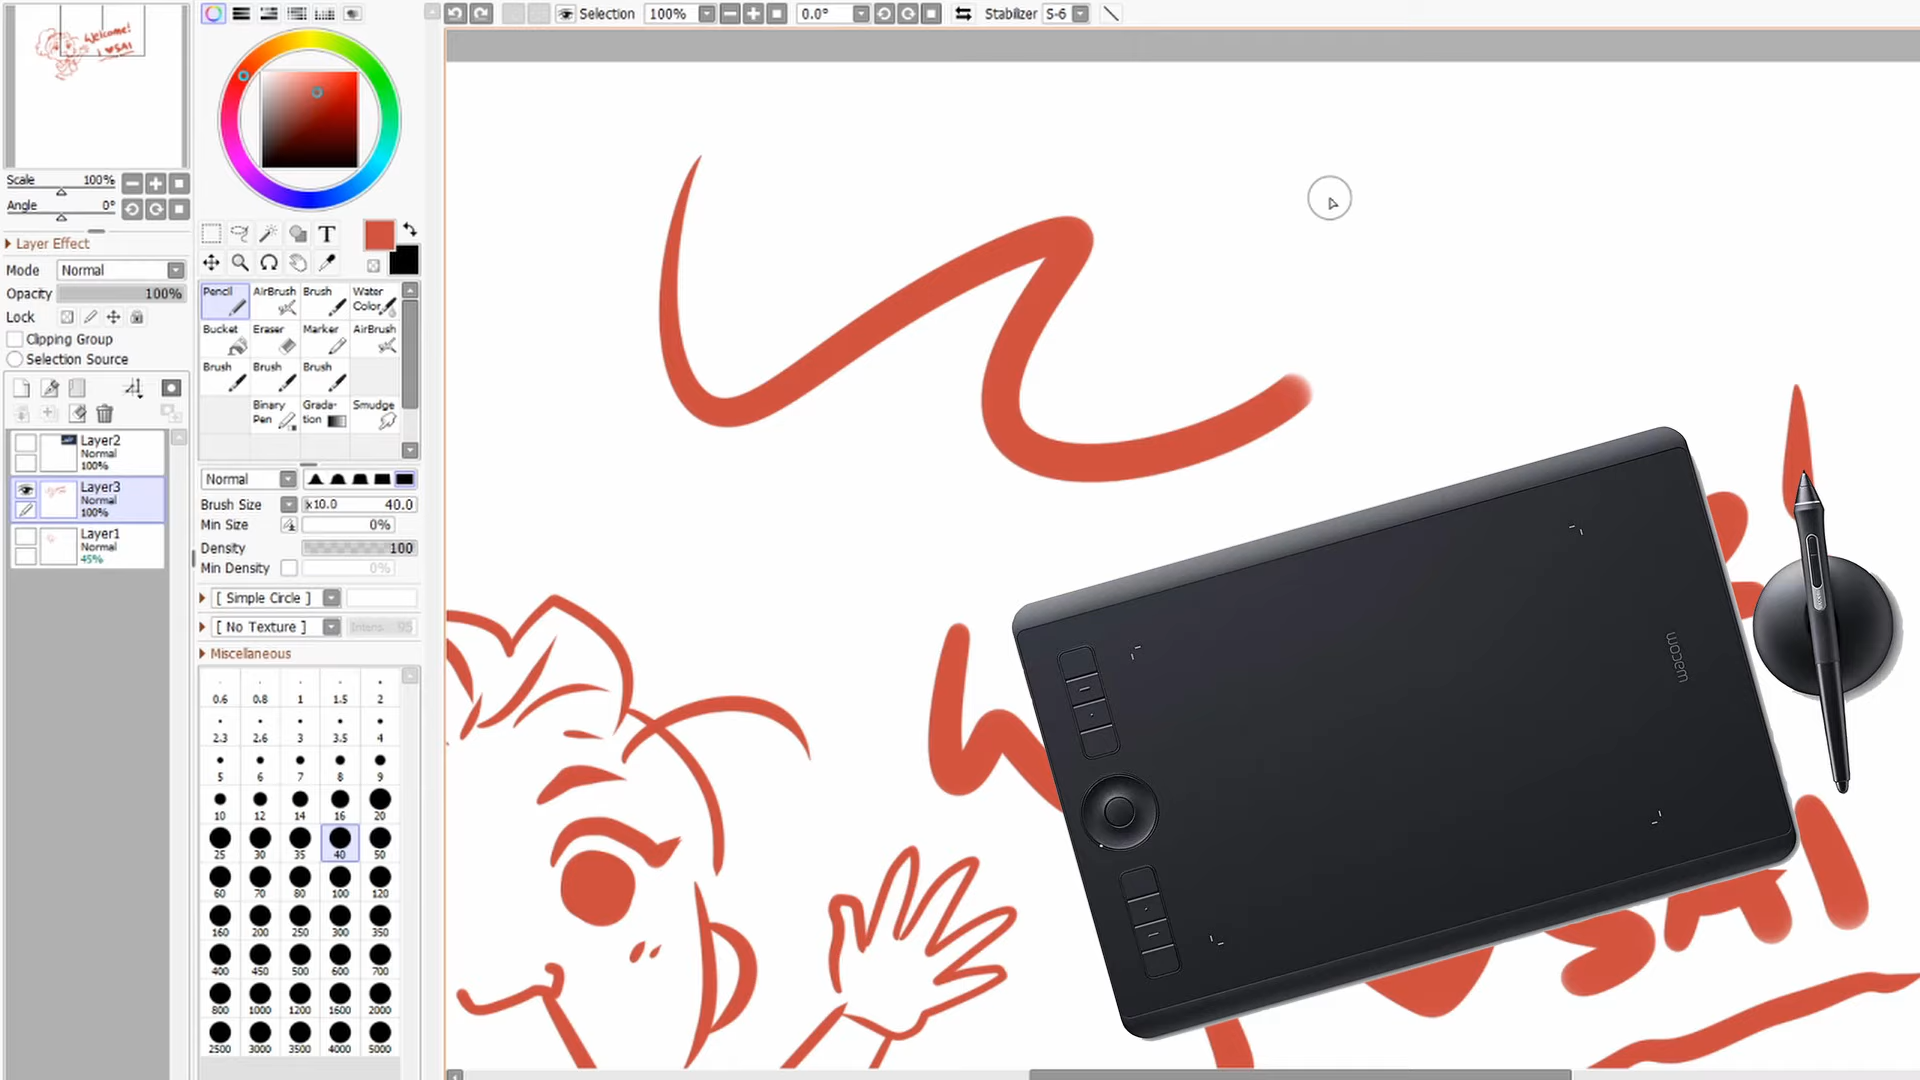 Welcome!
I ♥ SAI
Scale 100%
Angle 0°
Layer Effect
Mode Normal
Opacity 100%
Lock
Clipping Group
Selection Source
Layer2
Normal
100%
Layer3
Normal
100%
Layer1
Normal
45%
T
Pencil AirBrush Brush Water Color
Bucket Eraser Marker AirBrush
Brush Brush Brush
Binary Pen Grada-tion Smudge
Normal
Brush Size x10.0 40.0
Min Size 0%
Density 100
Min Density 0%
[ Simple Circle ]
[ No Texture ] Intens. 95
Miscellaneous
0.6 0.8 1 1.5 2
2.3 2.6 3 3.5 4
5 6 7 8 9
10 12 14 16 20
25 30 35 40 50
60 70 80 100 120
160 200 250 300 350
400 450 500 600 700
800 1000 1200 1600 2000
2500 3000 3500 4000 5000
Selection 100% 0.0° Stabilizer S-6
wacom
SAI